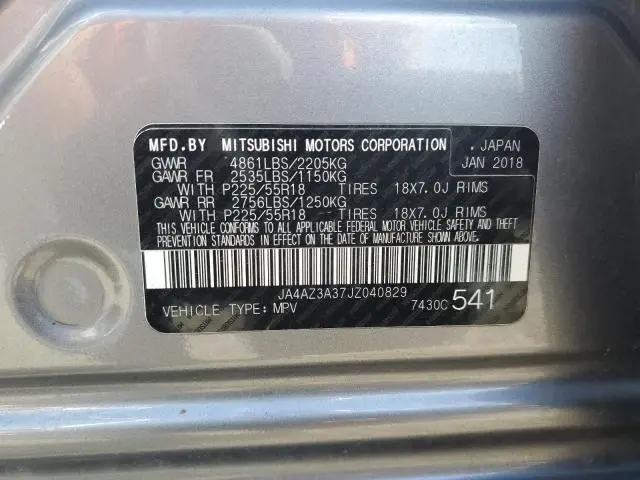 MFD.BY MITSUBISHI MOTORS CORPORATION , JAPAN
GVWR 4861LBS/2205KG JAN 2018
GAWR FR 2535LBS/1150KG
WITH P225/55R18 TIRES 18X7.0J RIMS
GAWR RR 2756LBS/1250KG
WITH P225/55R18 TIRES 18X7.0J RIMS
THIS VEHICLE CONFORMS TO ALL APPLICABLE FEDERAL MOTOR VEHICLE SAFETY AND THEFT
PREVENTION STANDARDS IN EFFECT ON THE DATE OF MANUFACTURE SHOWN ABOVE.
JA4AZ3A37JZ040829
VEHICLE TYPE: MPV 7430C 541